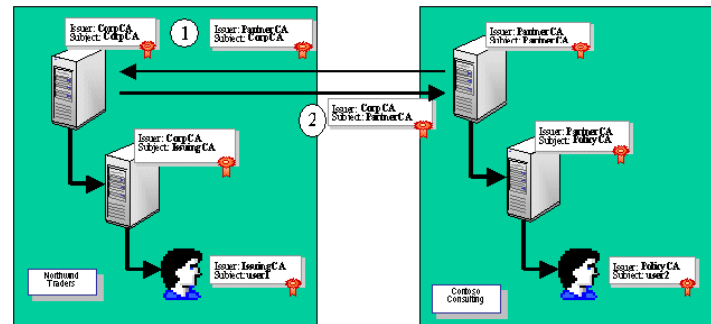 Issuer: CorpCA
Subject: CorpCA
1
Issuer: PartnerCA
Subject: CorpCA
Issuer: PartnerCA
Subject: PartnerCA
2
Issuer: CorpCA
Subject: PartnerCA
Issuer: CorpCA
Subject: IssuingCA
Issuer: PartnerCA
Subject: PolicyCA
Issuer: IssuingCA
Subject: user1
Issuer: PolicyCA
Subject: user2
Northwind
Traders
Contoso
Consulting